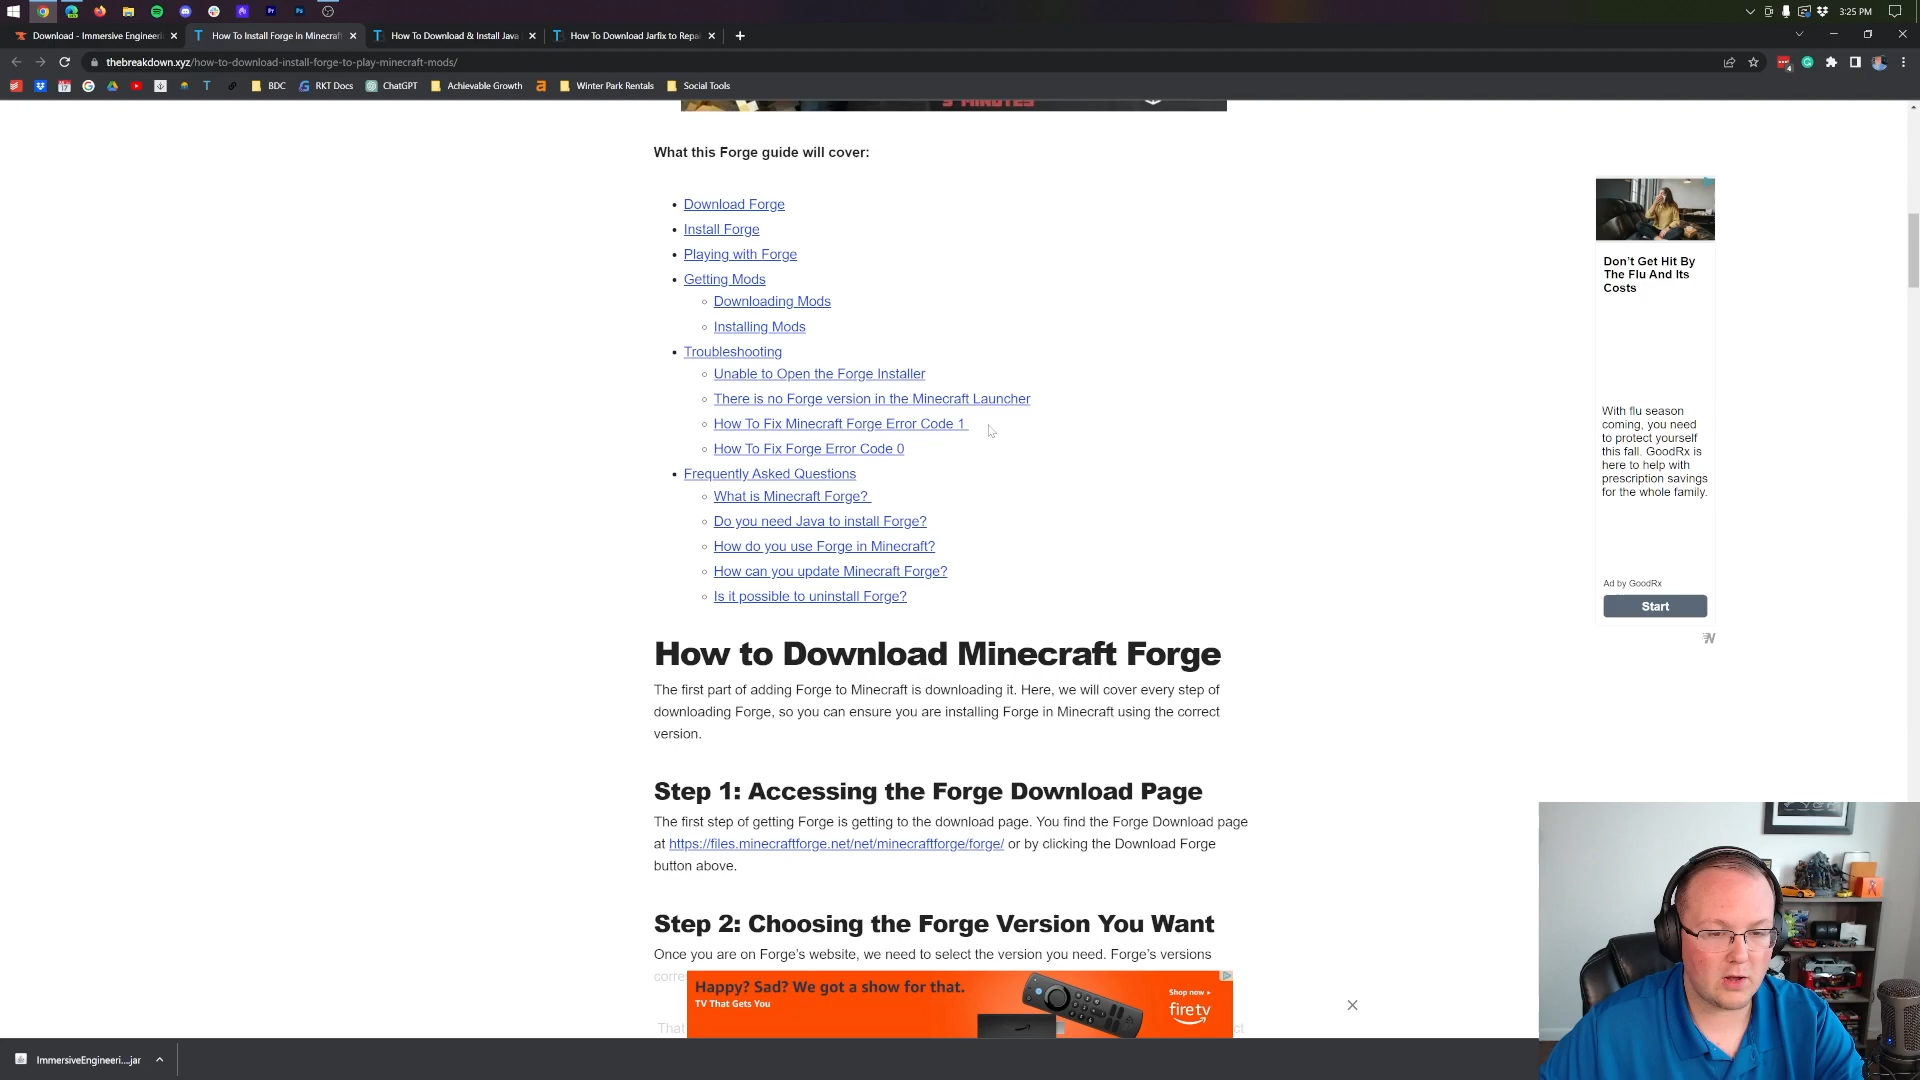 3:25 PM
Download - Immersive Engineeri
How To Install Forge in Minecraft
How To Download & Install Java
How To Download Jarfix to Repai
thebreakdown.xyz/how-to-download-install-forge-to-play-minecraft-mods/
BDC
RKT Docs
ChatGPT
Achievable Growth
Winter Park Rentals
Social Tools
What this Forge guide will cover:
• Download Forge
• Install Forge
• Playing with Forge
• Getting Mods
◦ Downloading Mods
◦ Installing Mods
• Troubleshooting
◦ Unable to Open the Forge Installer
◦ There is no Forge version in the Minecraft Launcher
◦ How To Fix Minecraft Forge Error Code 1
◦ How To Fix Forge Error Code 0
• Frequently Asked Questions
◦ What is Minecraft Forge?
◦ Do you need Java to install Forge?
◦ How do you use Forge in Minecraft?
◦ How can you update Minecraft Forge?
◦ Is it possible to uninstall Forge?
How to Download Minecraft Forge
The first part of adding Forge to Minecraft is downloading it. Here, we will cover every step of
downloading Forge, so you can ensure you are installing Forge in Minecraft using the correct
version.
Step 1: Accessing the Forge Download Page
The first step of getting Forge is getting to the download page. You find the Forge Download page
at https://files.minecraftforge.net/net/minecraftforge/forge/ or by clicking the Download Forge
button above.
Step 2: Choosing the Forge Version You Want
Once you are on Forge's website, we need to select the version you need. Forge's versions
corre
That
ct
Happy? Sad? We got a show for that.
TV That Gets You
Shop now
fire tv
Don't Get Hit By
The Flu And Its
Costs
With flu season
coming, you need
to protect yourself
this fall. GoodRx is
here to help with
prescription savings
for the whole family.
Ad by GoodRx
Start
ImmersiveEngineeri....jar